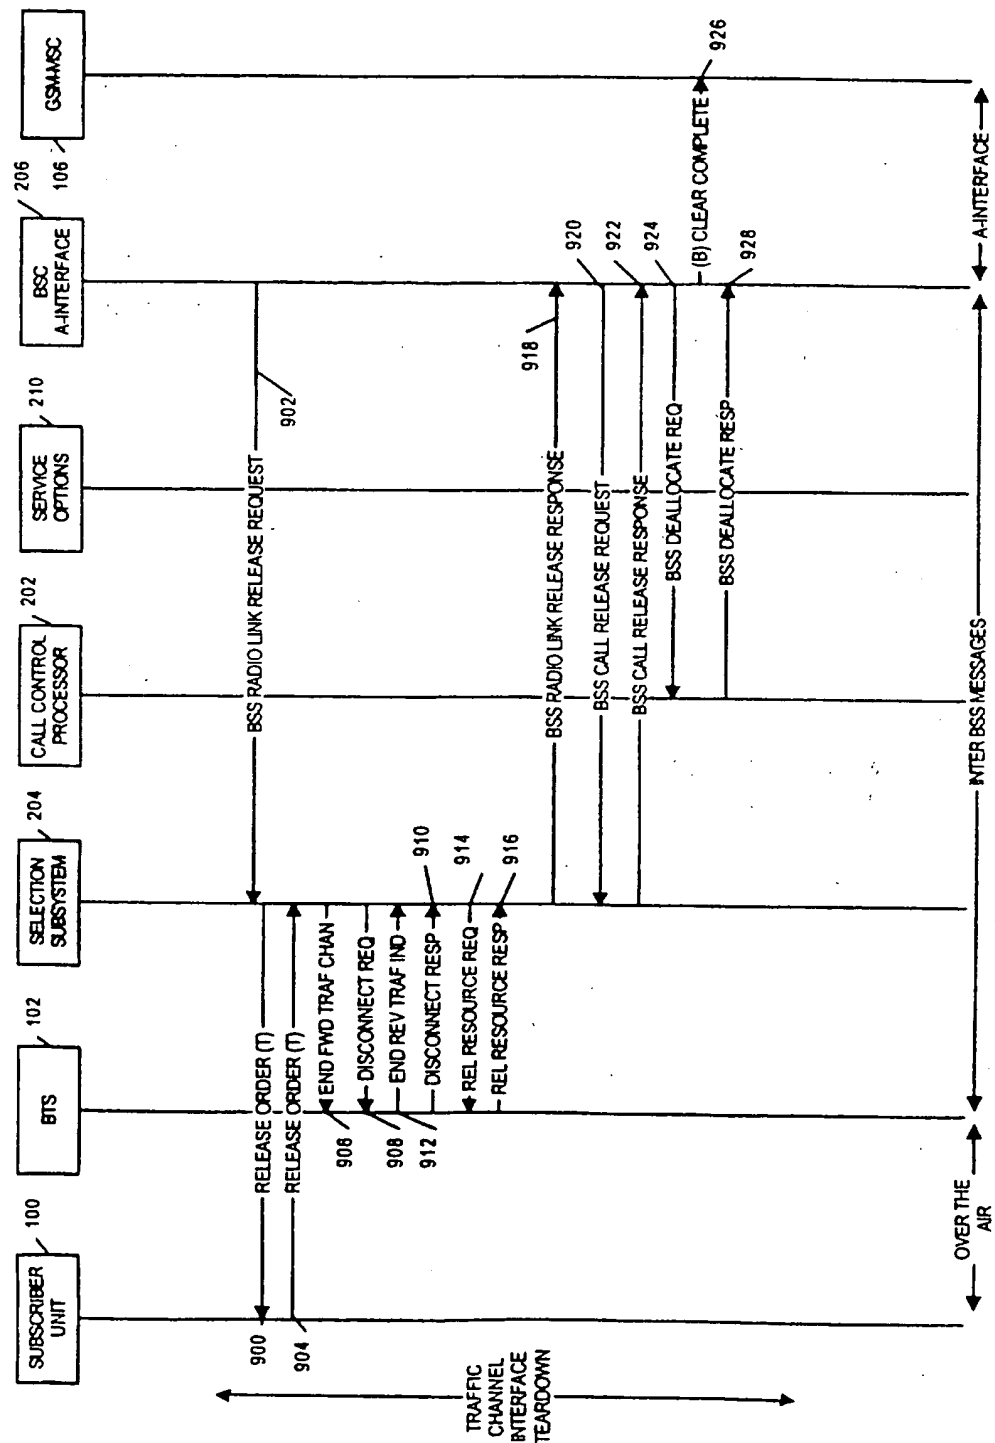 SUBSCRIBER
UNIT
100
BTS
102
SELECTION
SUBSYSTEM
204
CALL CONTROL
PROCESSOR
202
SERVICE
OPTIONS
210
BSC
A-INTERFACE
206
GSM-MSC
106
BSS RADIO LINK RELEASE REQUEST
902
RELEASE ORDER (T)
900
RELEASE ORDER (T)
904
END FWD TRAF CHAN
908
DISCONNECT REQ
908
END REV TRAF IND
912
DISCONNECT RESP
910
REL RESOURCE REQ
914
REL RESOURCE RESP
916
BSS RADIO LINK RELEASE RESPONSE
918
BSS CALL RELEASE REQUEST
920
BSS CALL RELEASE RESPONSE
922
BSS DEALLOCATE REQ
924
(B) CLEAR COMPLETE
926
BSS DEALLOCATE RESP
928
TRAFFIC
CHANNEL
INTERFACE
TEARDOWN
OVER THE
AIR
INTER BSS MESSAGES
A-INTERFACE